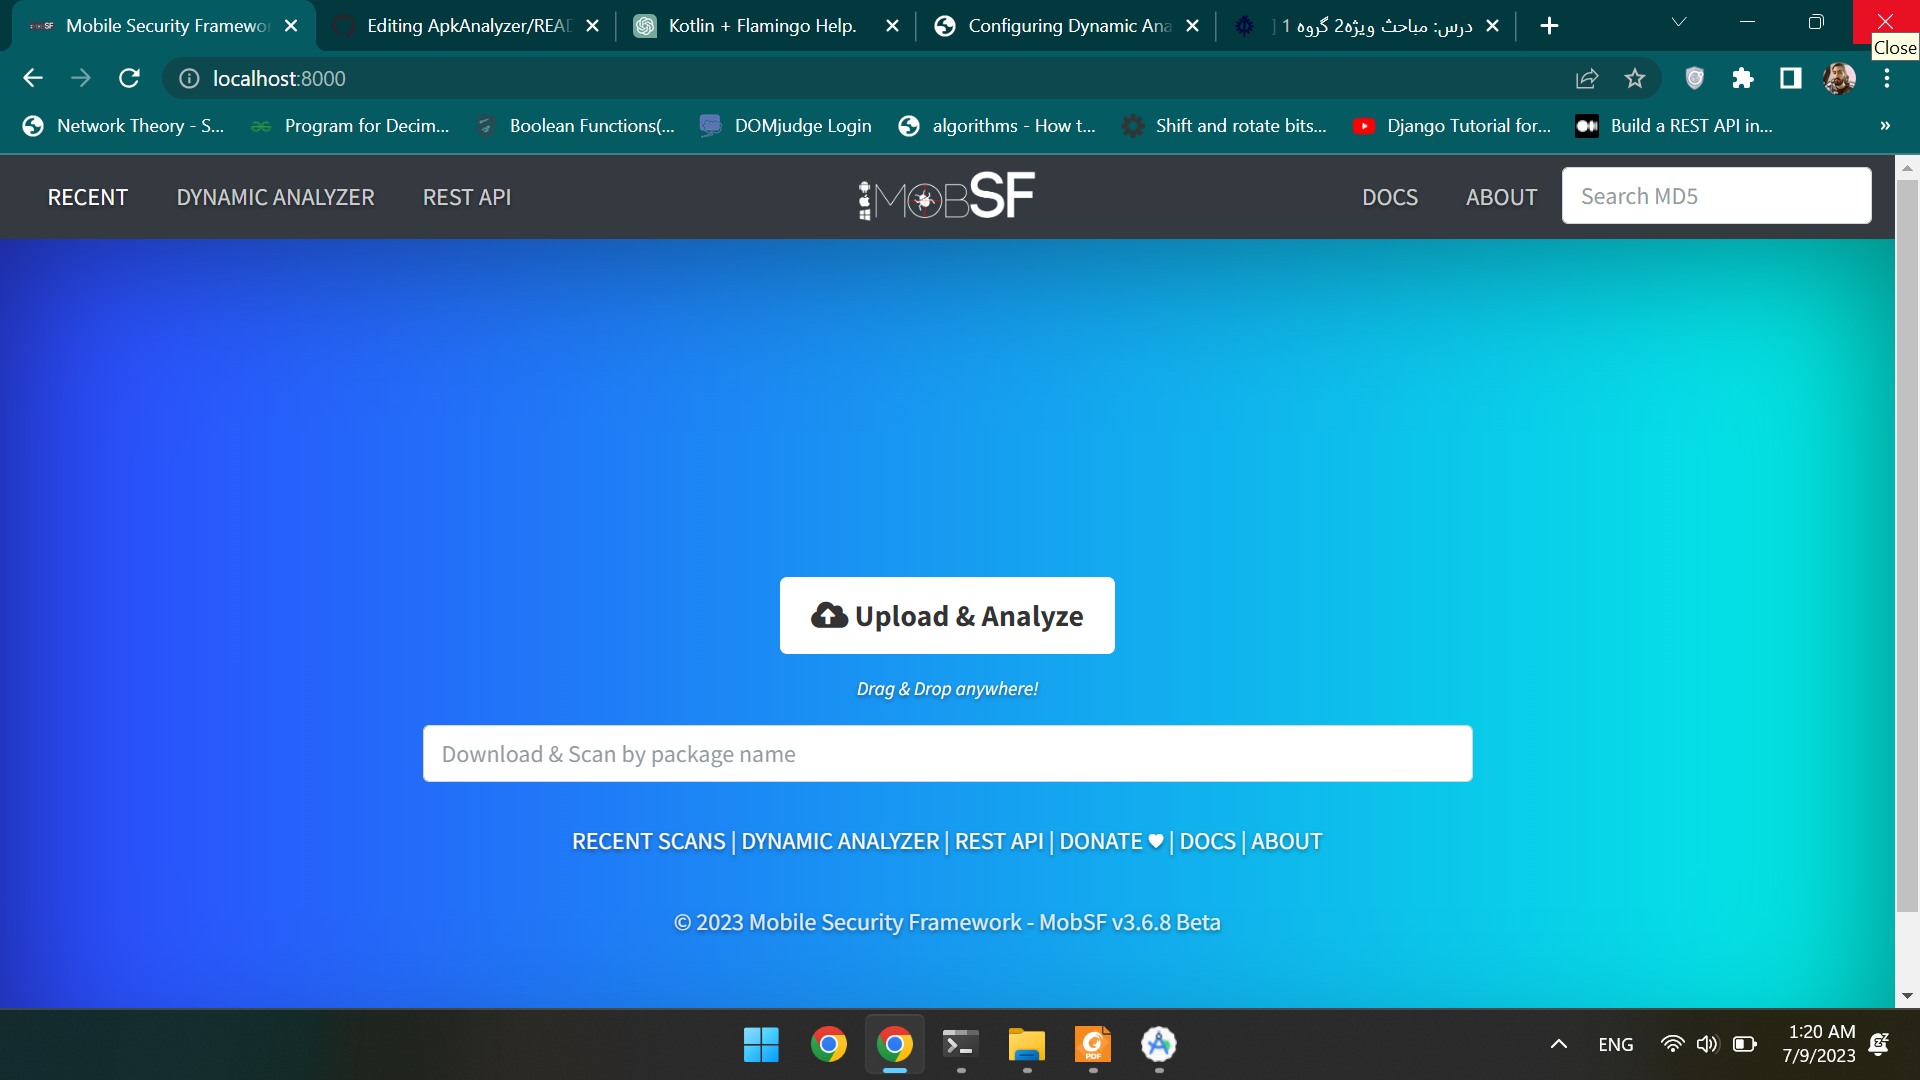 Mobile Security Framewor
Editing ApkAnalyzer/READ
Kotlin + Flamingo Help.
Configuring Dynamic Ana
درس: مباحث ویژه2 گروه 1 [
Close
localhost:8000
Network Theory - S...
Program for Decim...
Boolean Functions(...
DOMjudge Login
algorithms - How t...
Shift and rotate bits...
Django Tutorial for...
Build a REST API in...
»
RECENT
DYNAMIC ANALYZER
REST API
MOBSF
DOCS
ABOUT
Search MD5
Upload & Analyze
Drag & Drop anywhere!
Download & Scan by package name
RECENT SCANS | DYNAMIC ANALYZER | REST API | DONATE ♥ | DOCS | ABOUT
© 2023 Mobile Security Framework - MobSF v3.6.8 Beta
PDF
ENG
1:20 AM
7/9/2023